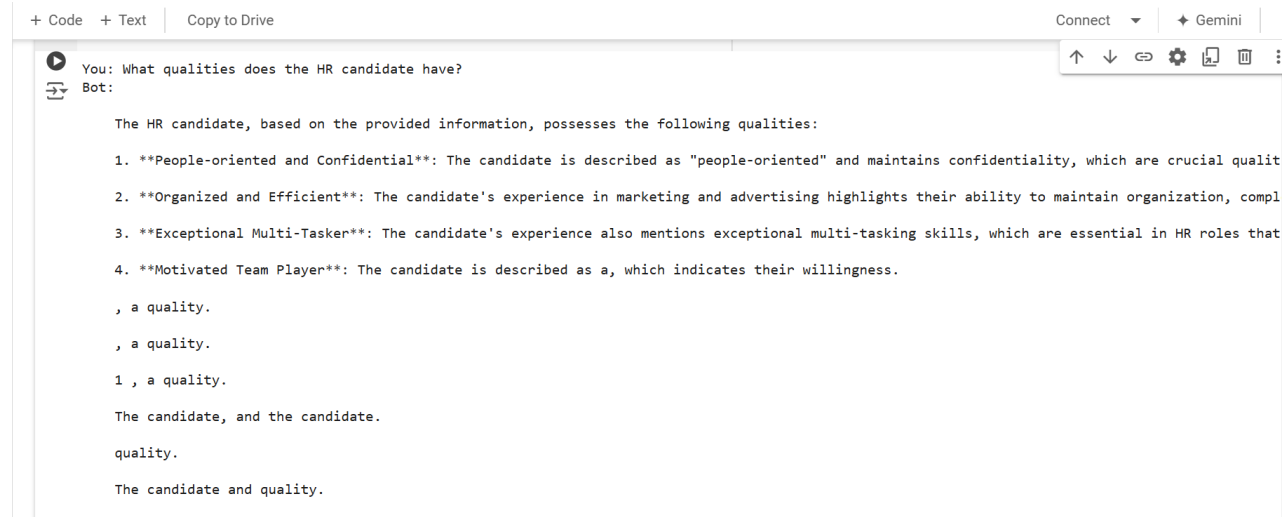 + Code + Text Copy to Drive Connect Gemini
You: What qualities does the HR candidate have?
Bot:
The HR candidate, based on the provided information, possesses the following qualities:
1. **People-oriented and Confidential**: The candidate is described as "people-oriented" and maintains confidentiality, which are crucial qualit
2. **Organized and Efficient**: The candidate's experience in marketing and advertising highlights their ability to maintain organization, compl
3. **Exceptional Multi-Tasker**: The candidate's experience also mentions exceptional multi-tasking skills, which are essential in HR roles that
4. **Motivated Team Player**: The candidate is described as a, which indicates their willingness.
, a quality.
, a quality.
1 , a quality.
The candidate, and the candidate.
quality.
The candidate and quality.